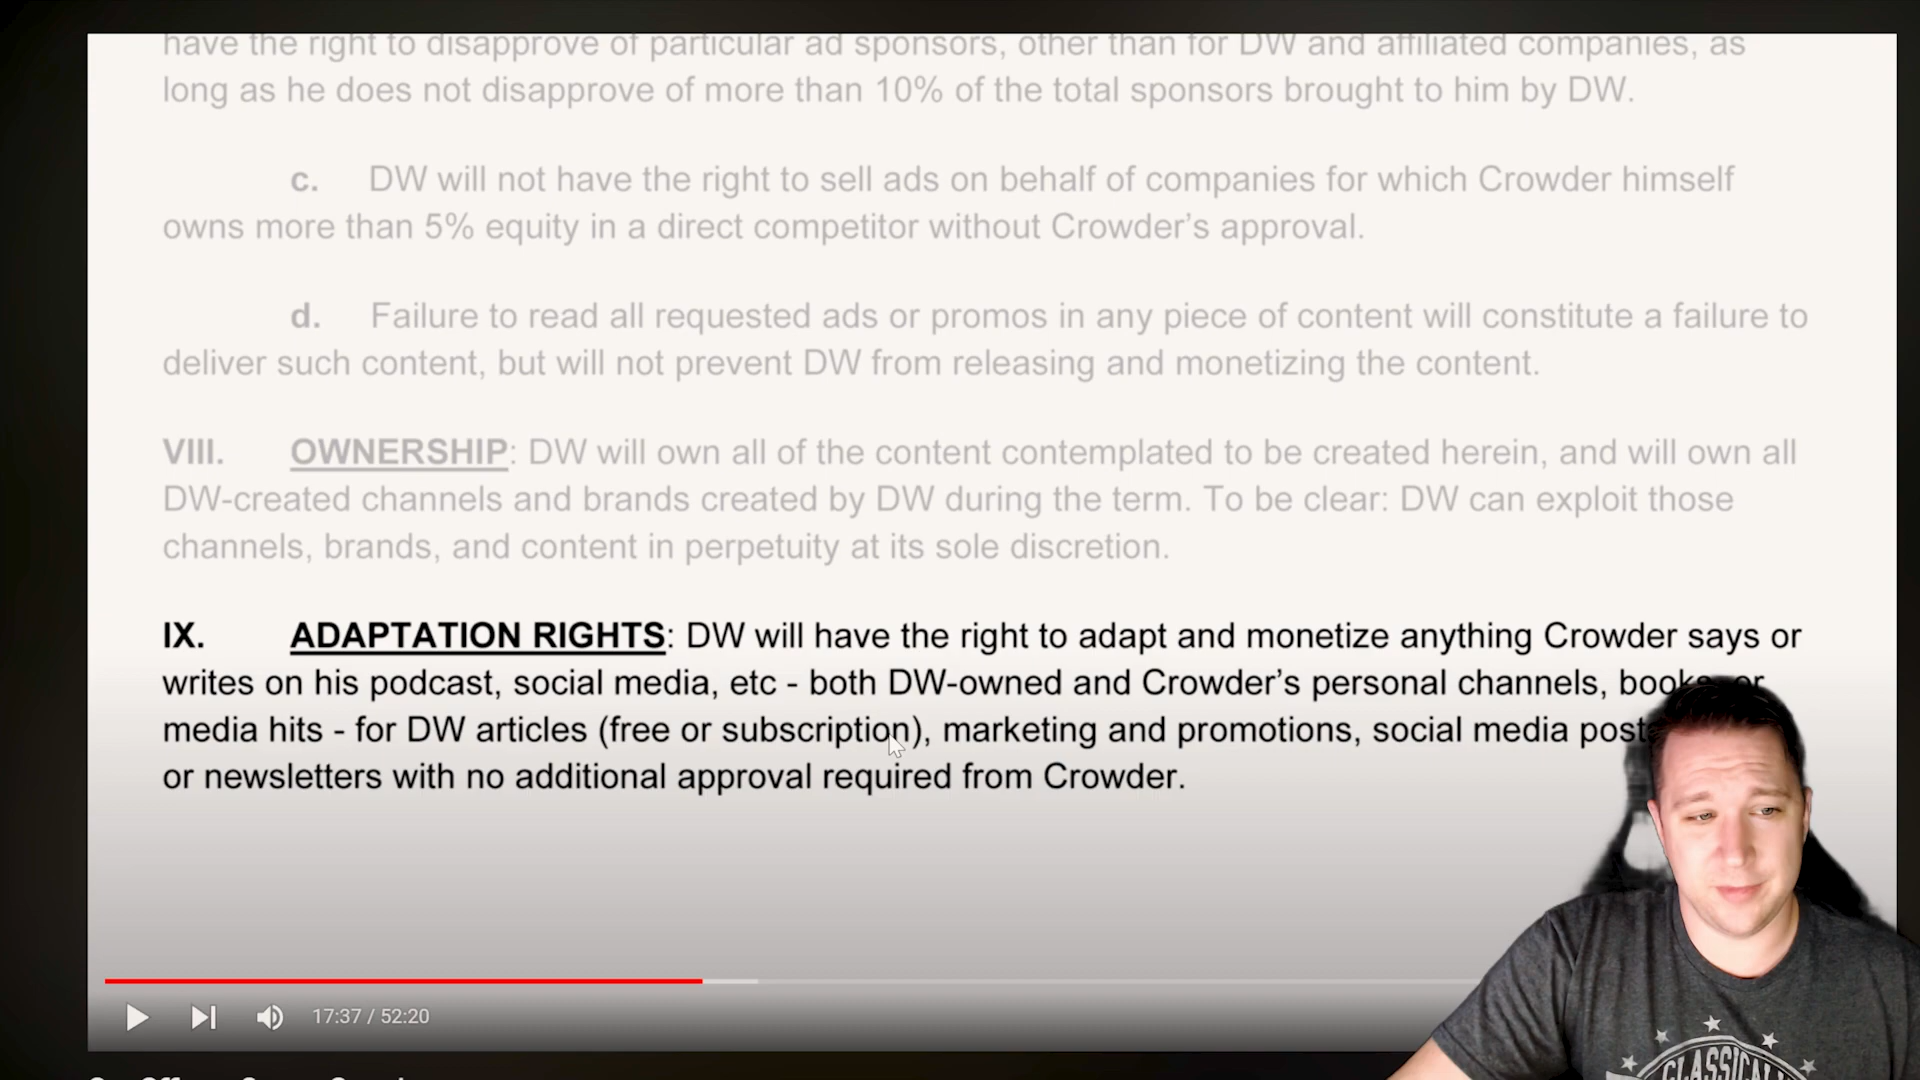 have the right to disapprove of particular ad sponsors, other than for DW and affiliated companies, as
long as he does not disapprove of more than 10% of the total sponsors brought to him by DW.
c. DW will not have the right to sell ads on behalf of companies for which Crowder himself
owns more than 5% equity in a direct competitor without Crowder's approval.
d. Failure to read all requested ads or promos in any piece of content will constitute a failure to
deliver such content, but will not prevent DW from releasing and monetizing the content.
VIII. OWNERSHIP: DW will own all of the content contemplated to be created herein, and will own all
DW-created channels and brands created by DW during the term. To be clear: DW can exploit those
channels, brands, and content in perpetuity at its sole discretion.
IX. ADAPTATION RIGHTS: DW will have the right to adapt and monetize anything Crowder says or
writes on his podcast, social media, etc - both DW-owned and Crowder's personal channels, books or
media hits - for DW articles (free or subscription), marketing and promotions, social media posts
or newsletters with no additional approval required from Crowder.
17:37 / 52:20
CLASSICALL